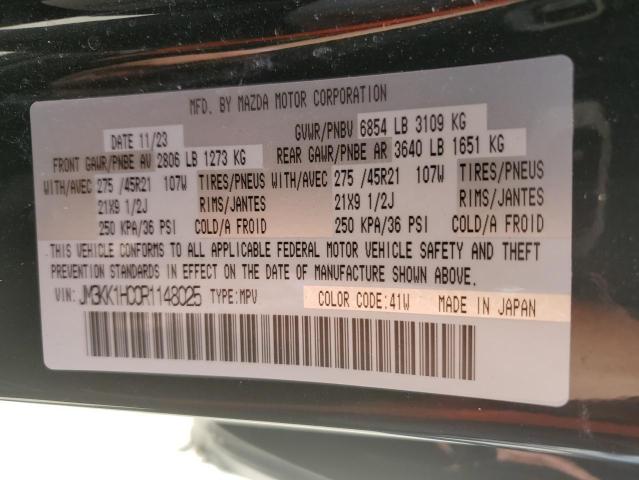 MFD. BY MAZDA MOTOR CORPORATION
DATE 11/23 GVWR/PNBV 6854 LB 3109 KG
FRONT GAWR/PNBE AV 2806 LB 1273 KG REAR GAWR/PNBE AR 3640 LB 1651 KG
WITH/AVEC 275 /45R21 107W TIRES/PNEUS WITH/AVEC 275 /45R21 107W TIRES/PNEUS
21X9 1/2J RIMS/JANTES 21X9 1/2J RIMS/JANTES
250 KPA/36 PSI COLD/A FROID 250 KPA/36 PSI COLD/A FROID
THIS VEHICLE CONFORMS TO ALL APPLICABLE FEDERAL MOTOR VEHICLE SAFETY AND THEFT
PREVENTION STANDARDS IN EFFECT ON THE DATE OF MANUFACTURE SHOWN ABOVE.
VIN: JM3KK1HC0R1148025 TYPE:MPV COLOR CODE:41W MADE IN JAPAN